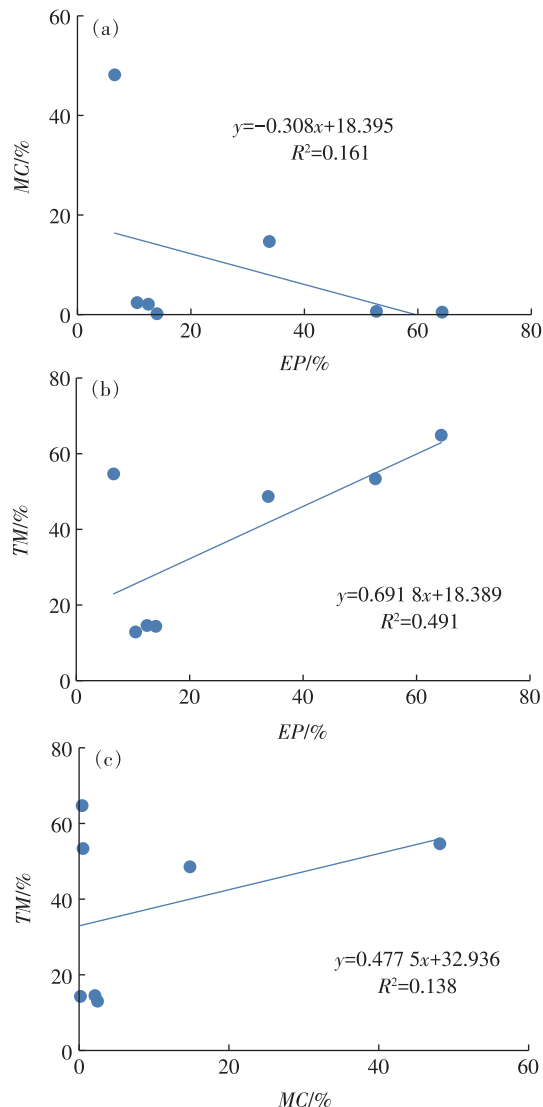 (a)
60
40
20
0
MC/%
y=−0.308x+18.395
R²=0.161
0 20 40 60 80
EP/%
(b)
80
60
40
20
0
TM/%
y=0.691 8x+18.389
R²=0.491
0 20 40 60 80
EP/%
(c)
80
60
40
20
0
TM/%
y=0.477 5x+32.936
R²=0.138
0 20 40 60
MC/%